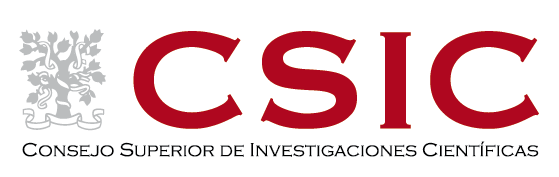 CSIC
CONSEJO SUPERIOR DE INVESTIGACIONES CIENTÍFICAS